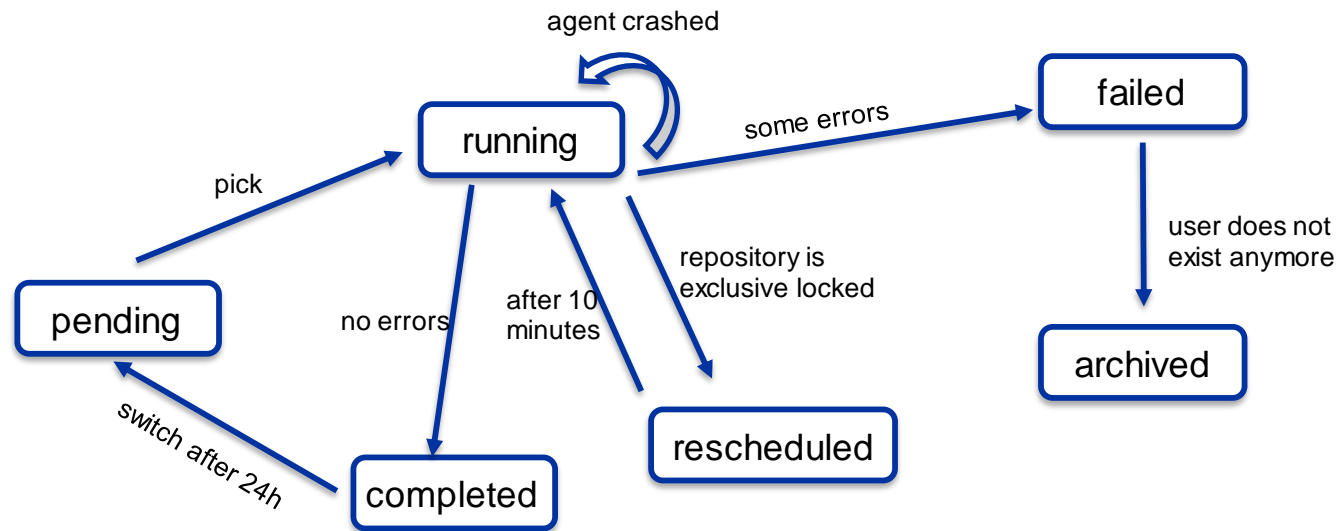 agent crashed
failed
running
some errors
pick
user does not
exist anymore
repository is
exclusive locked
pending
after 10
minutes
no errors
archived
switch after 24h
rescheduled
completed